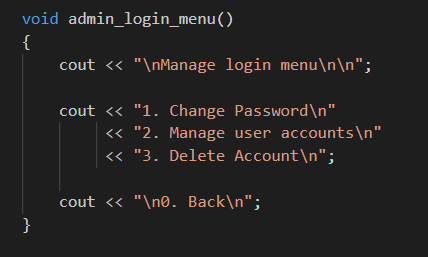 void admin_login_menu()
{
    cout << "\nManage login menu\n\n";
    cout << "1. Change Password\n"
         << "2. Manage user accounts\n"
         << "3. Delete Account\n";
    cout << "\n0. Back\n";
}